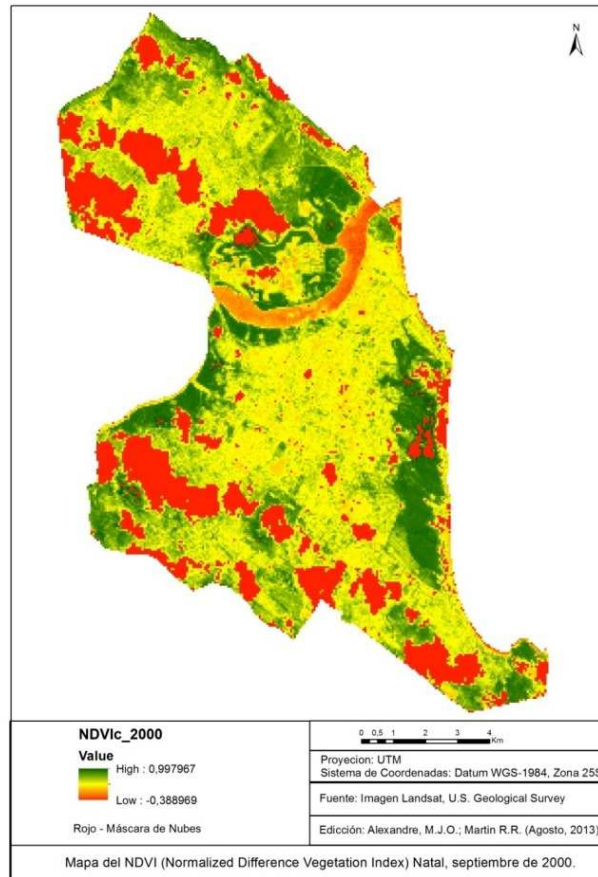 N
NDVIc_2000
Value
High : 0,997967
Low : -0,388969
Rojo - Máscara de Nubes
0 0,5 1 2 3 4
Km
Proyecion: UTM
Sistema de Coordenadas: Datum WGS-1984, Zona 25S
Fuente: Imagen Landsat, U.S. Geological Survey
Edicción: Alexandre, M.J.O.; Martin R.R. (Agosto, 2013)
Mapa del NDVI (Normalized Difference Vegetation Index) Natal, septiembre de 2000.